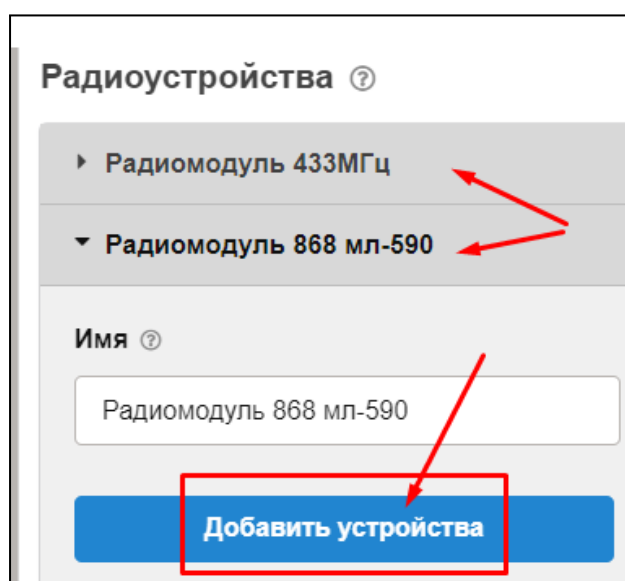 Радиоустройства ?
Радиомодуль 433МГц
Радиомодуль 868 мл-590
Имя ?
Радиомодуль 868 мл-590
Добавить устройства